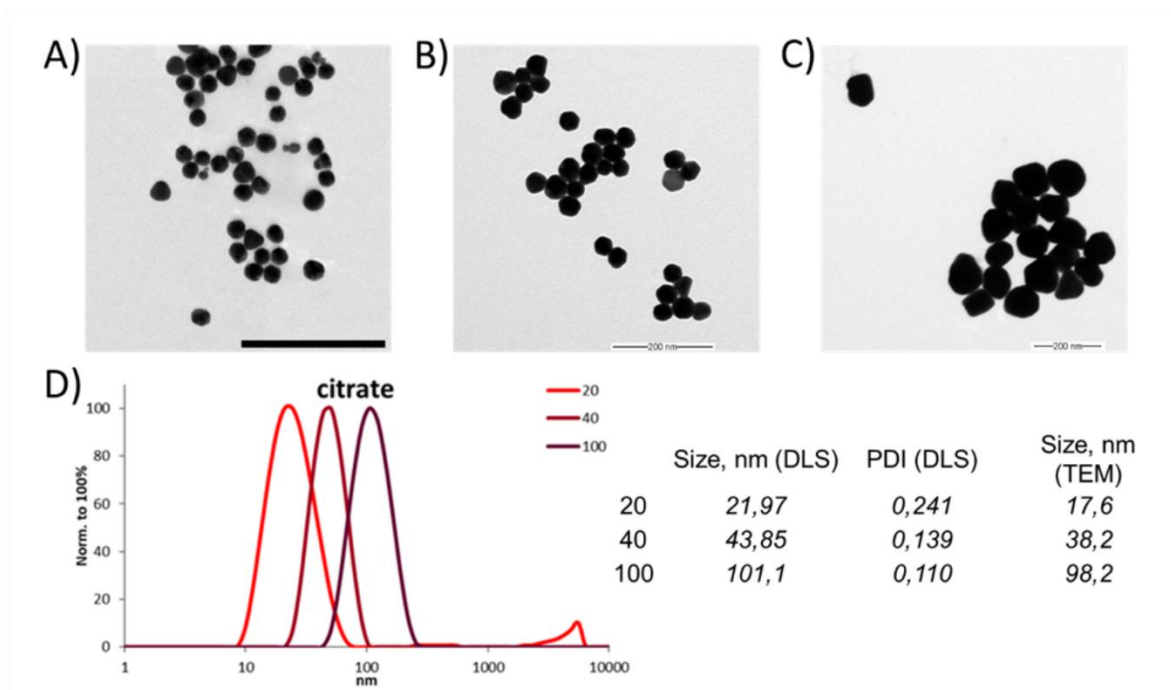 A)
B)
C)
200 nm
200 nm
D)
citrate
20
40
100
Norm. to 100%
100
80
60
40
20
0
1 10 100 1000 10000
nm
Size, nm (DLS) PDI (DLS) Size, nm
(TEM)
20 21,97 0,241 17,6
40 43,85 0,139 38,2
100 101,1 0,110 98,2